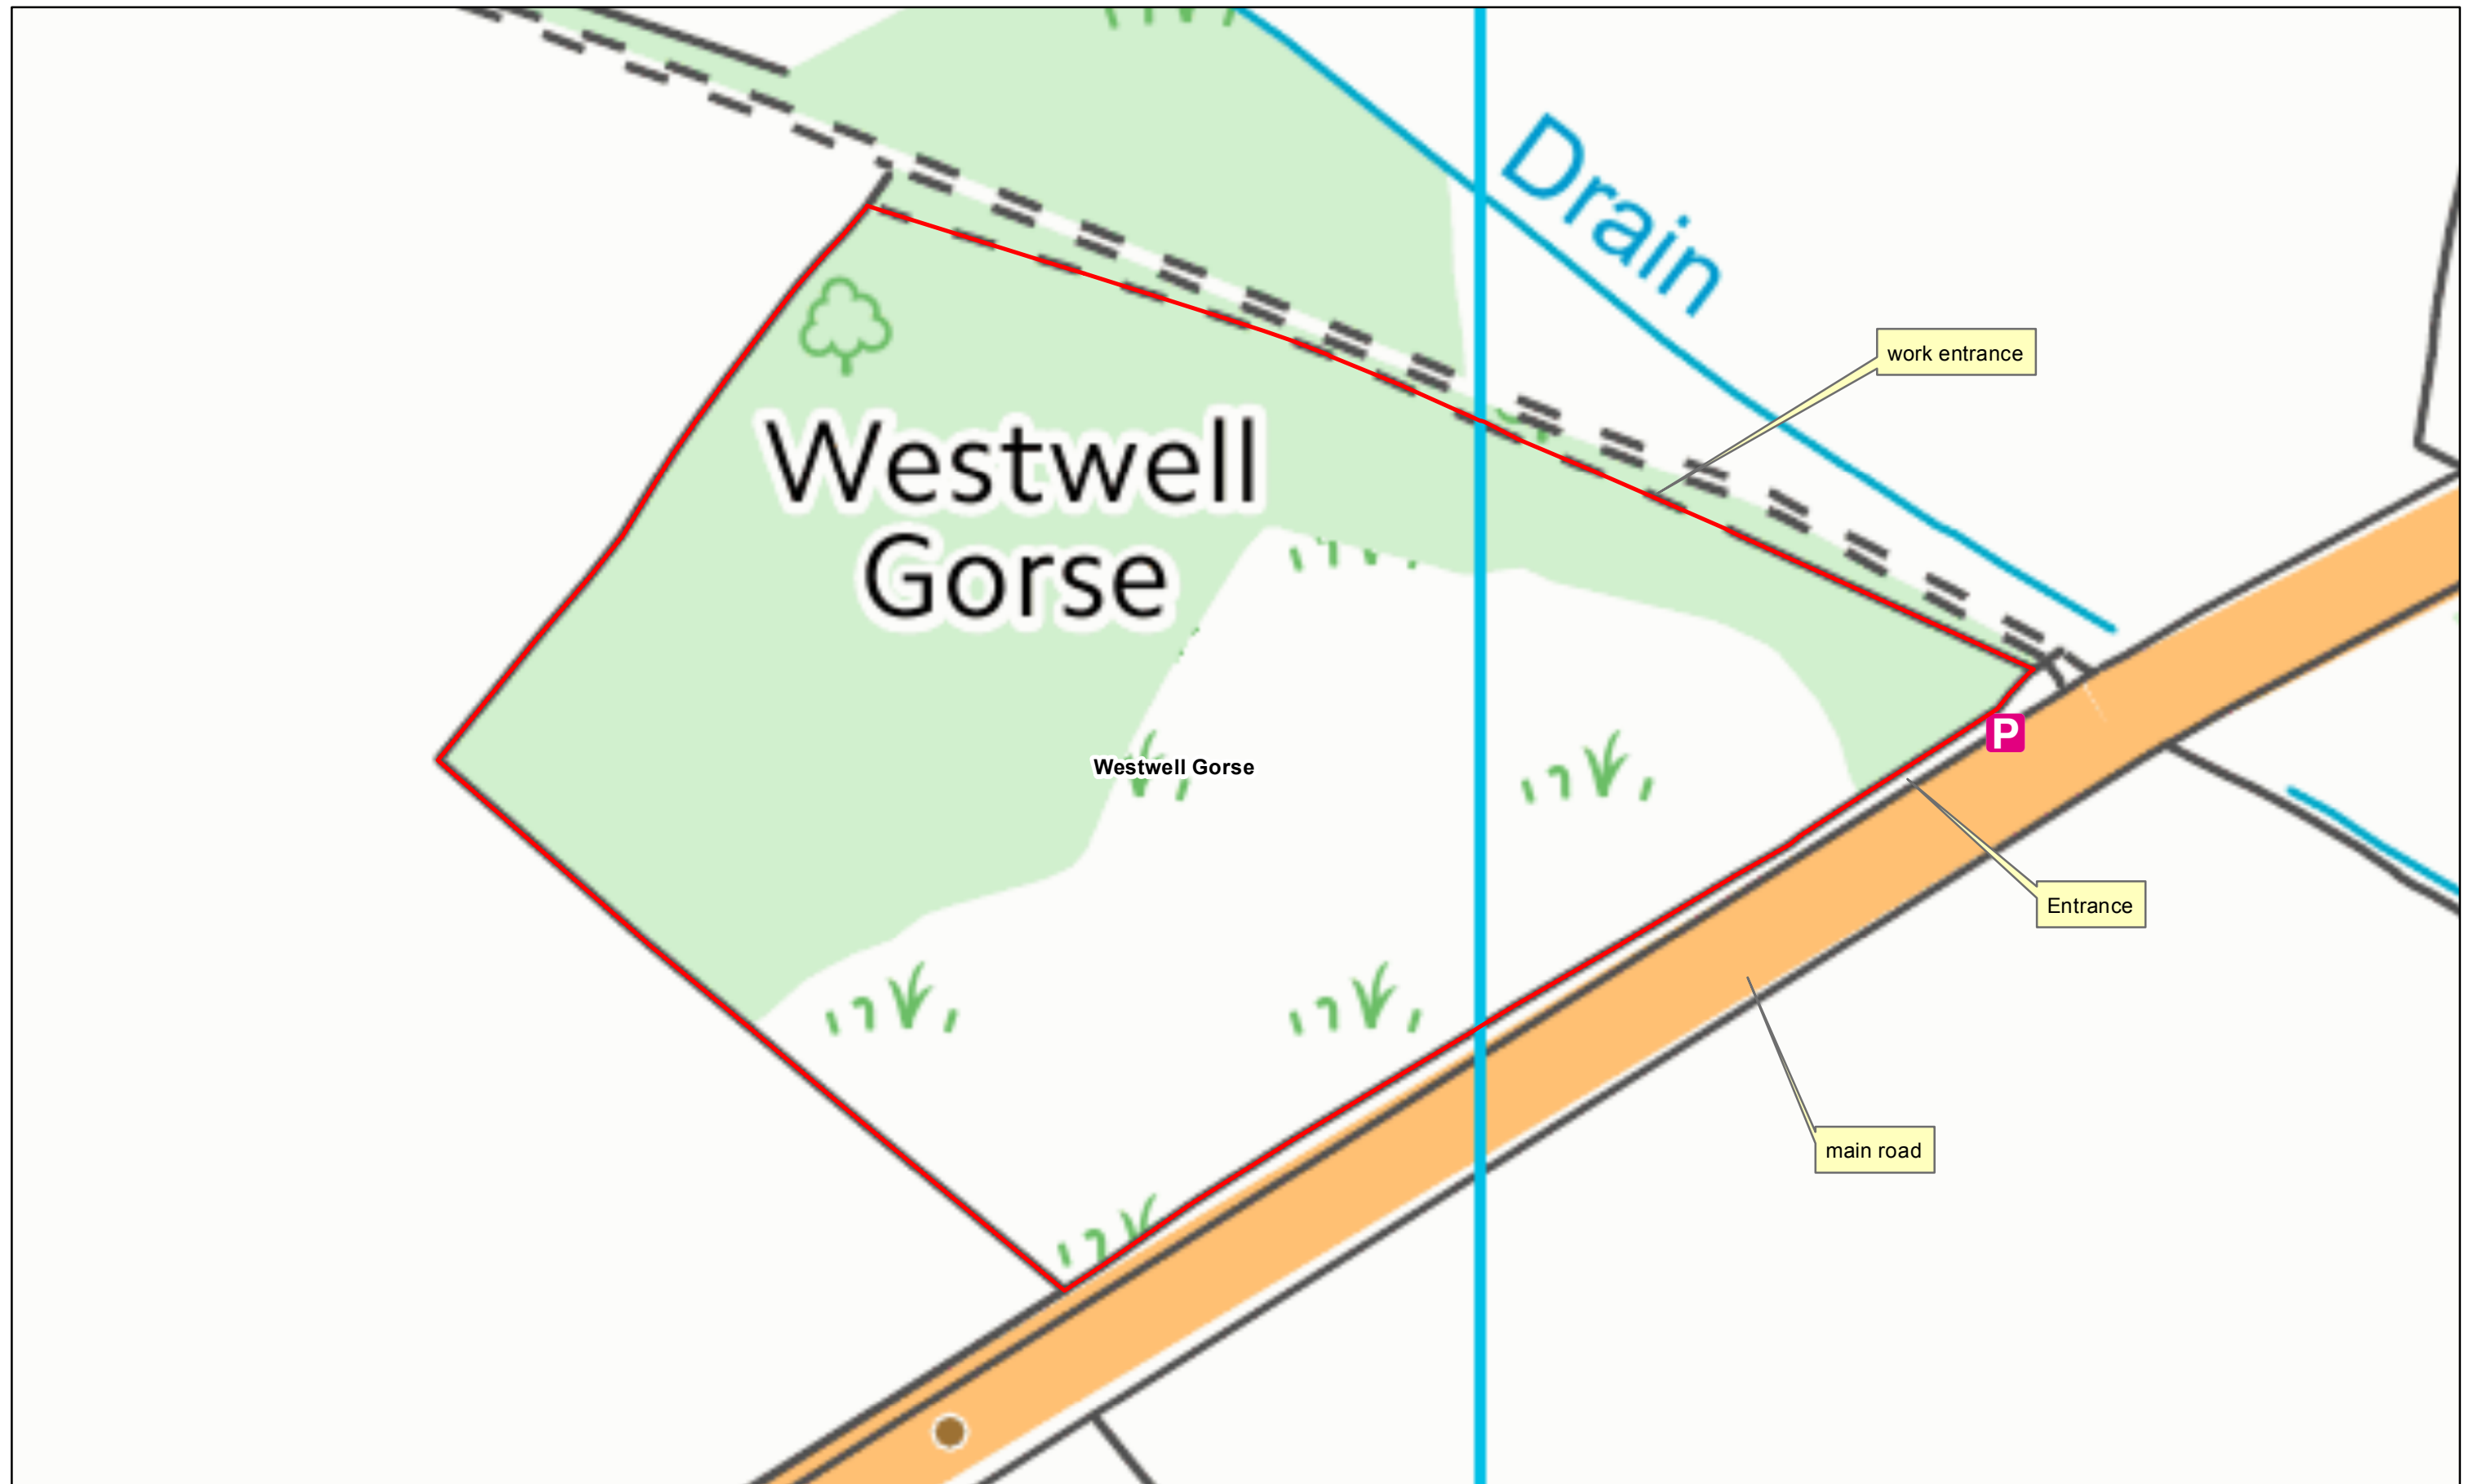 Drain
work entrance
Westwell
Gorse
P
Westwell Gorse
Entrance
main road